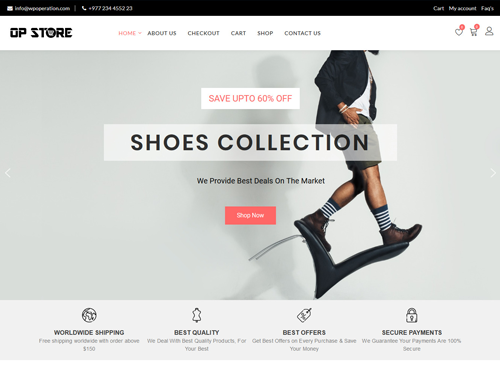 info@wpoperation.com | +977 234 4552 23 Cart My account Faq's
OP STORE HOME ABOUT US CHECKOUT CART SHOP CONTACT US
SAVE UPTO 60% OFF
SHOES COLLECTION
We Provide Best Deals On The Market
Shop Now
WORLDWIDE SHIPPING BEST QUALITY BEST OFFERS SECURE PAYMENTS
Free shipping worldwide with order above We Deal With Best Quality Products, For Get Best Offers on Every Purchase & Save We Guarantee Your Payments Are 100%
$150 Your Best Your Money Secure